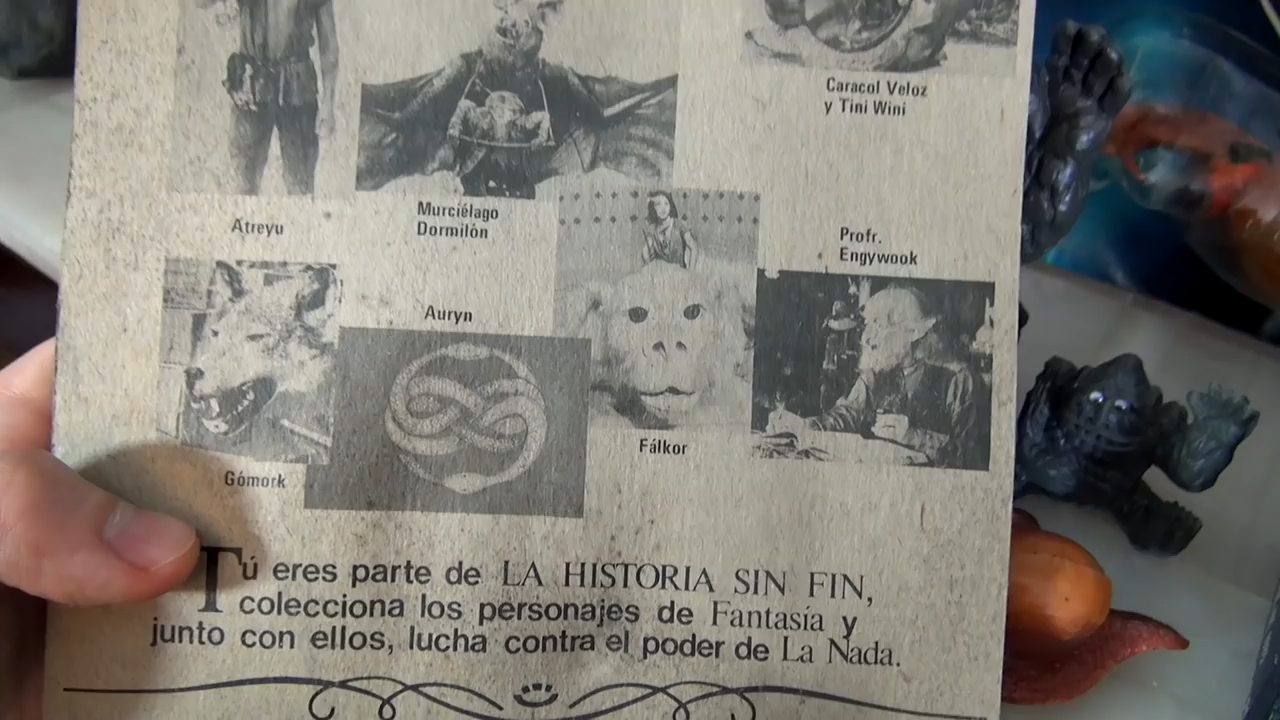 Caracol Veloz
y Tini Wini
Atreyu
Murciélago
Dormilón
Profr.
Engywook
Auryn
Fálkor
Gómork
Tú eres parte de LA HISTORIA SIN FIN,
colecciona los personajes de Fantasía y
junto con ellos, lucha contra el poder de La Nada.